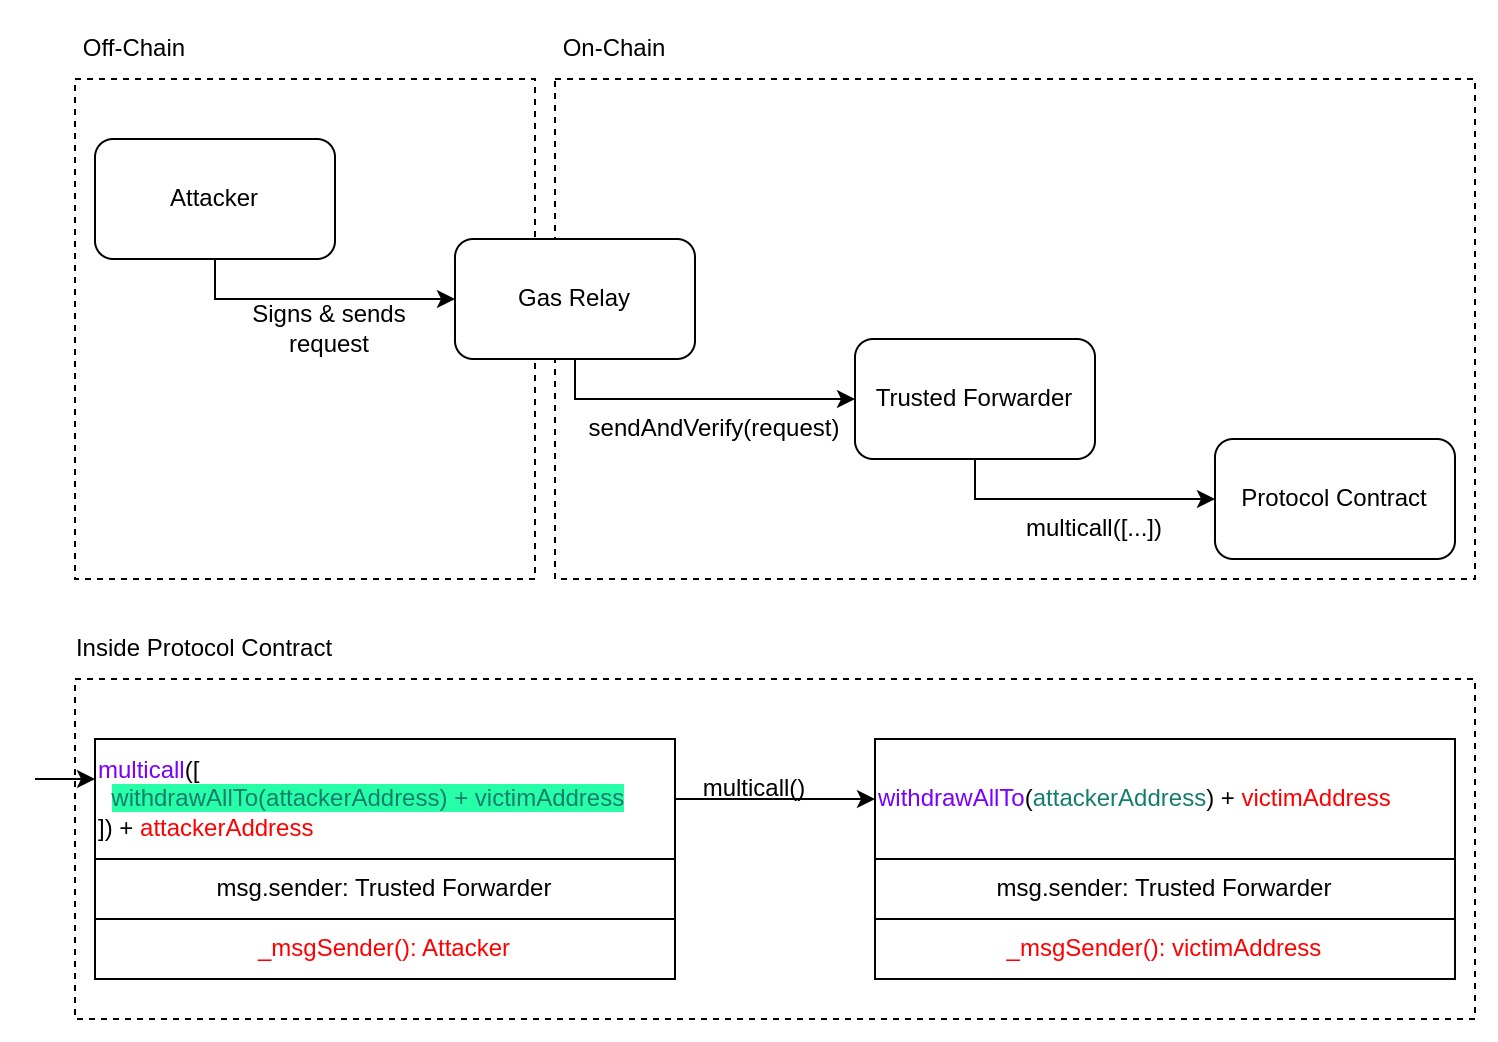 Off-Chain
On-Chain
Attacker
Signs & sends
request
Gas Relay
sendAndVerify(request)
Trusted Forwarder
multicall([...])
Protocol Contract
Inside Protocol Contract
multicall([
withdrawAllTo(attackerAddress) + victimAddress
]) + attackerAddress
msg.sender: Trusted Forwarder
_msgSender(): Attacker
multicall()
withdrawAllTo(attackerAddress) + victimAddress
msg.sender: Trusted Forwarder
_msgSender(): victimAddress